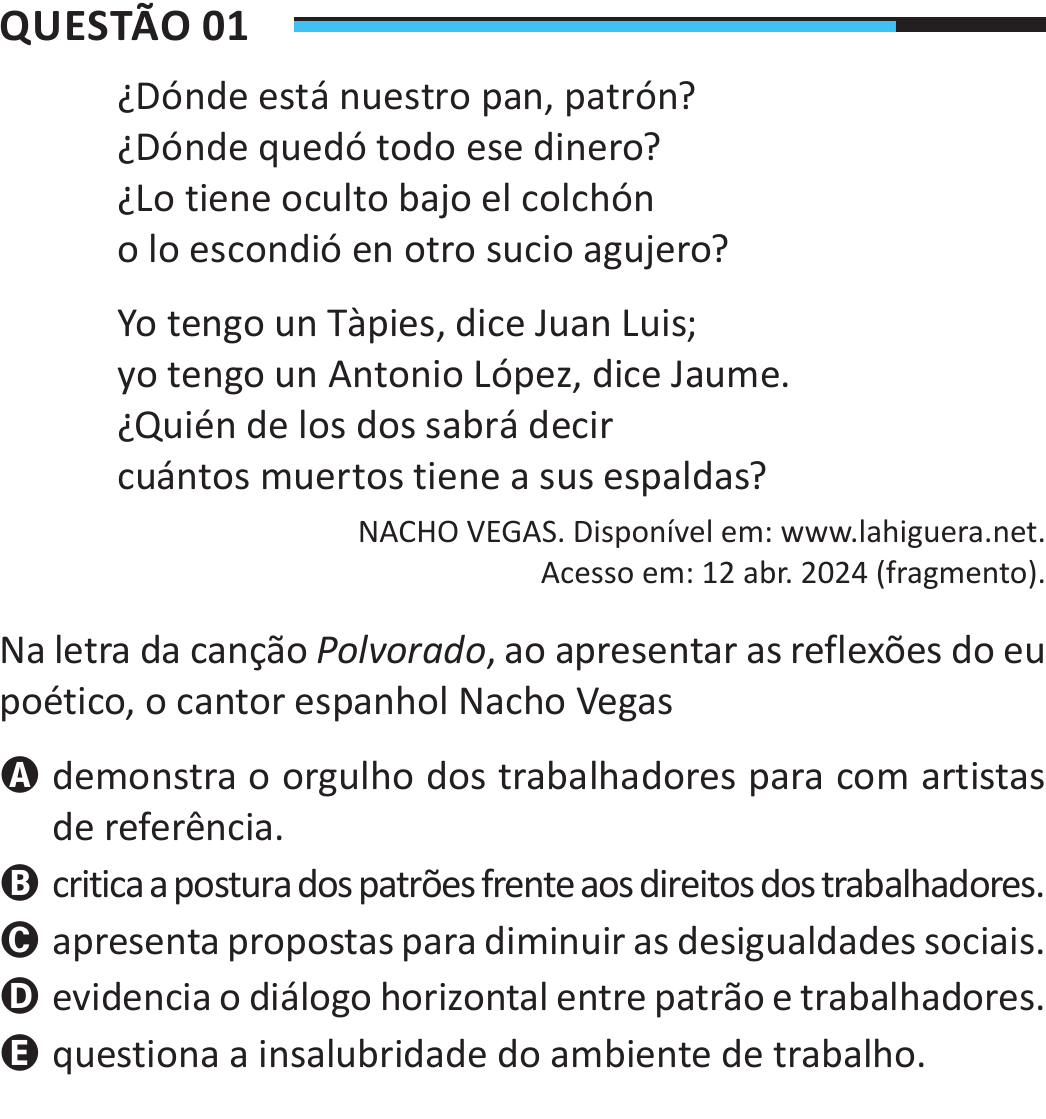 QUESTÃO 01
¿Dónde está nuestro pan, patrón?
¿Dónde quedó todo ese dinero?
¿Lo tiene oculto bajo el colchón
o lo escondió en otro sucio agujero?
Yo tengo un Tàpies, dice Juan Luis;
yo tengo un Antonio López, dice Jaume.
¿Quién de los dos sabrá decir
cuántos muertos tiene a sus espaldas?
NACHO VEGAS. Disponível em: www.lahiguera.net.
Acesso em: 12 abr. 2024 (fragmento).
Na letra da canção Polvorado, ao apresentar as reflexões do eu
poético, o cantor espanhol Nacho Vegas
A demonstra o orgulho dos trabalhadores para com artistas
de referência.
B critica a postura dos patrões frente aos direitos dos trabalhadores.
C apresenta propostas para diminuir as desigualdades sociais.
D evidencia o diálogo horizontal entre patrão e trabalhadores.
E questiona a insalubridade do ambiente de trabalho.